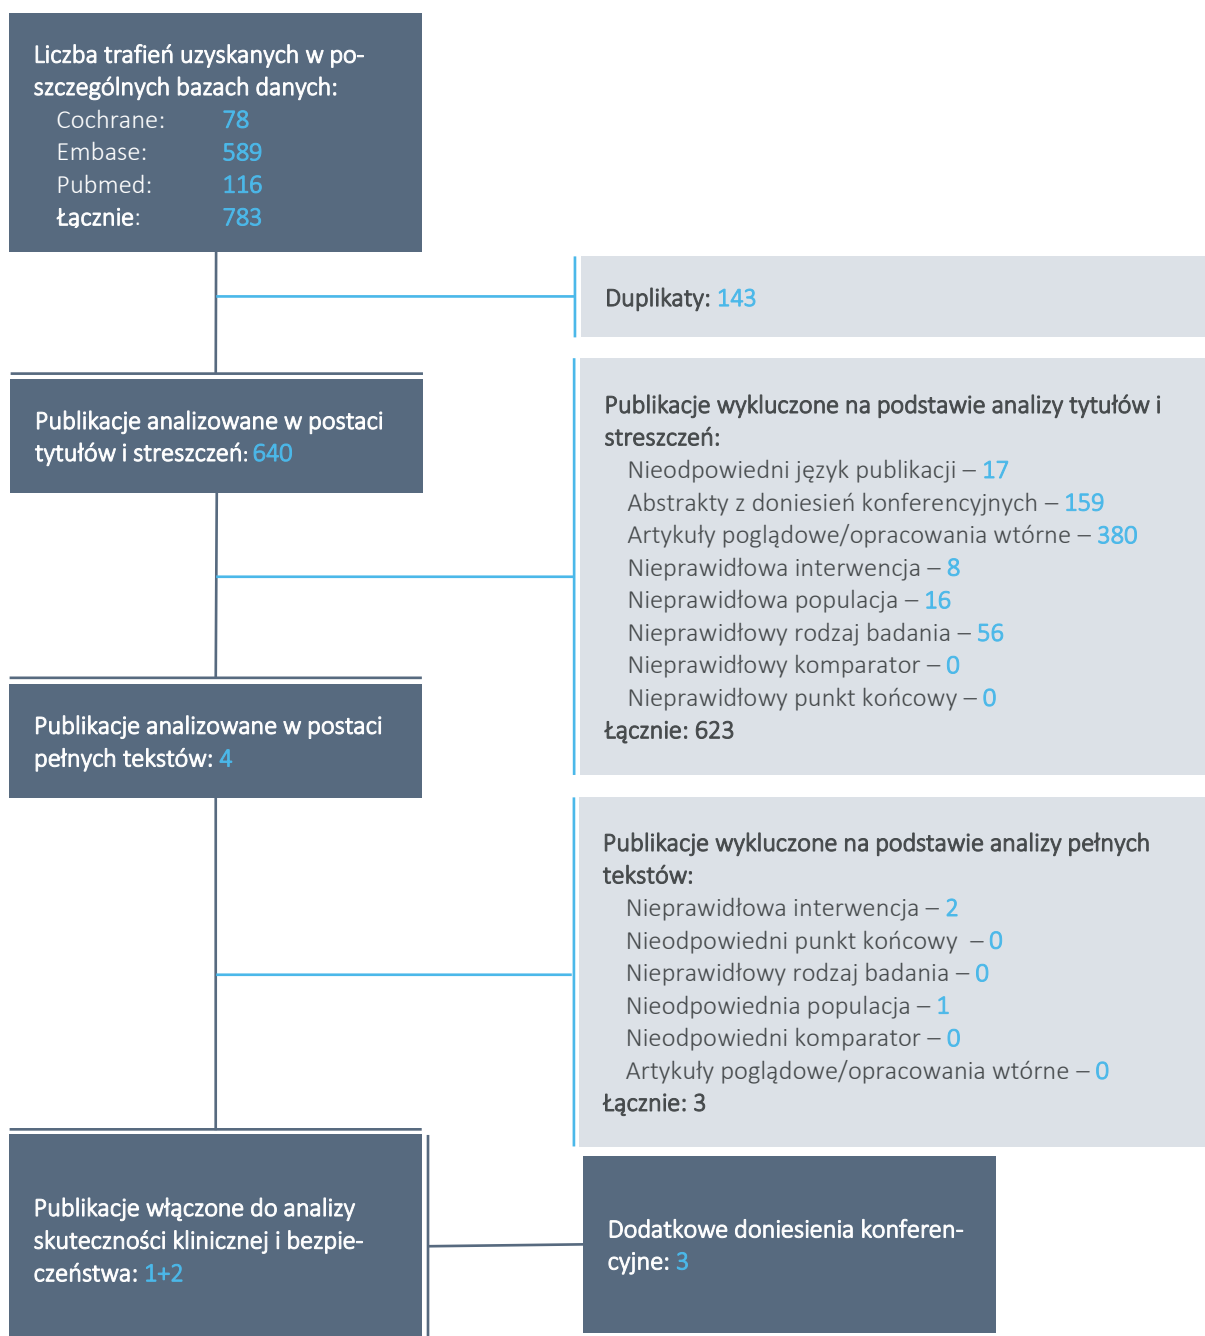 Liczba trafień uzyskanych w po-
szczególnych bazach danych:
Cochrane: 78
Embase: 589
Pubmed: 116
Łącznie: 783
Duplikaty: 143
Publikacje analizowane w postaci
tytułów i streszczeń: 640
Publikacje wykluczone na podstawie analizy tytułów i
streszczeń:
Nieodpowiedni język publikacji – 17
Abstrakty z doniesień konferencyjnych – 159
Artykuły poglądowe/opracowania wtórne – 380
Nieprawidłowa interwencja – 8
Nieprawidłowa populacja – 16
Nieprawidłowy rodzaj badania – 56
Nieprawidłowy komparator – 0
Nieprawidłowy punkt końcowy – 0
Łącznie: 623
Publikacje analizowane w postaci
pełnych tekstów: 4
Publikacje wykluczone na podstawie analizy pełnych
tekstów:
Nieprawidłowa interwencja – 2
Nieodpowiedni punkt końcowy – 0
Nieprawidłowy rodzaj badania – 0
Nieodpowiednia populacja – 1
Nieodpowiedni komparator – 0
Artykuły poglądowe/opracowania wtórne – 0
Łącznie: 3
Publikacje włączone do analizy
skuteczności klinicznej i bezpie-
czeństwa: 1+2
Dodatkowe doniesienia konferen-
cyjne: 3